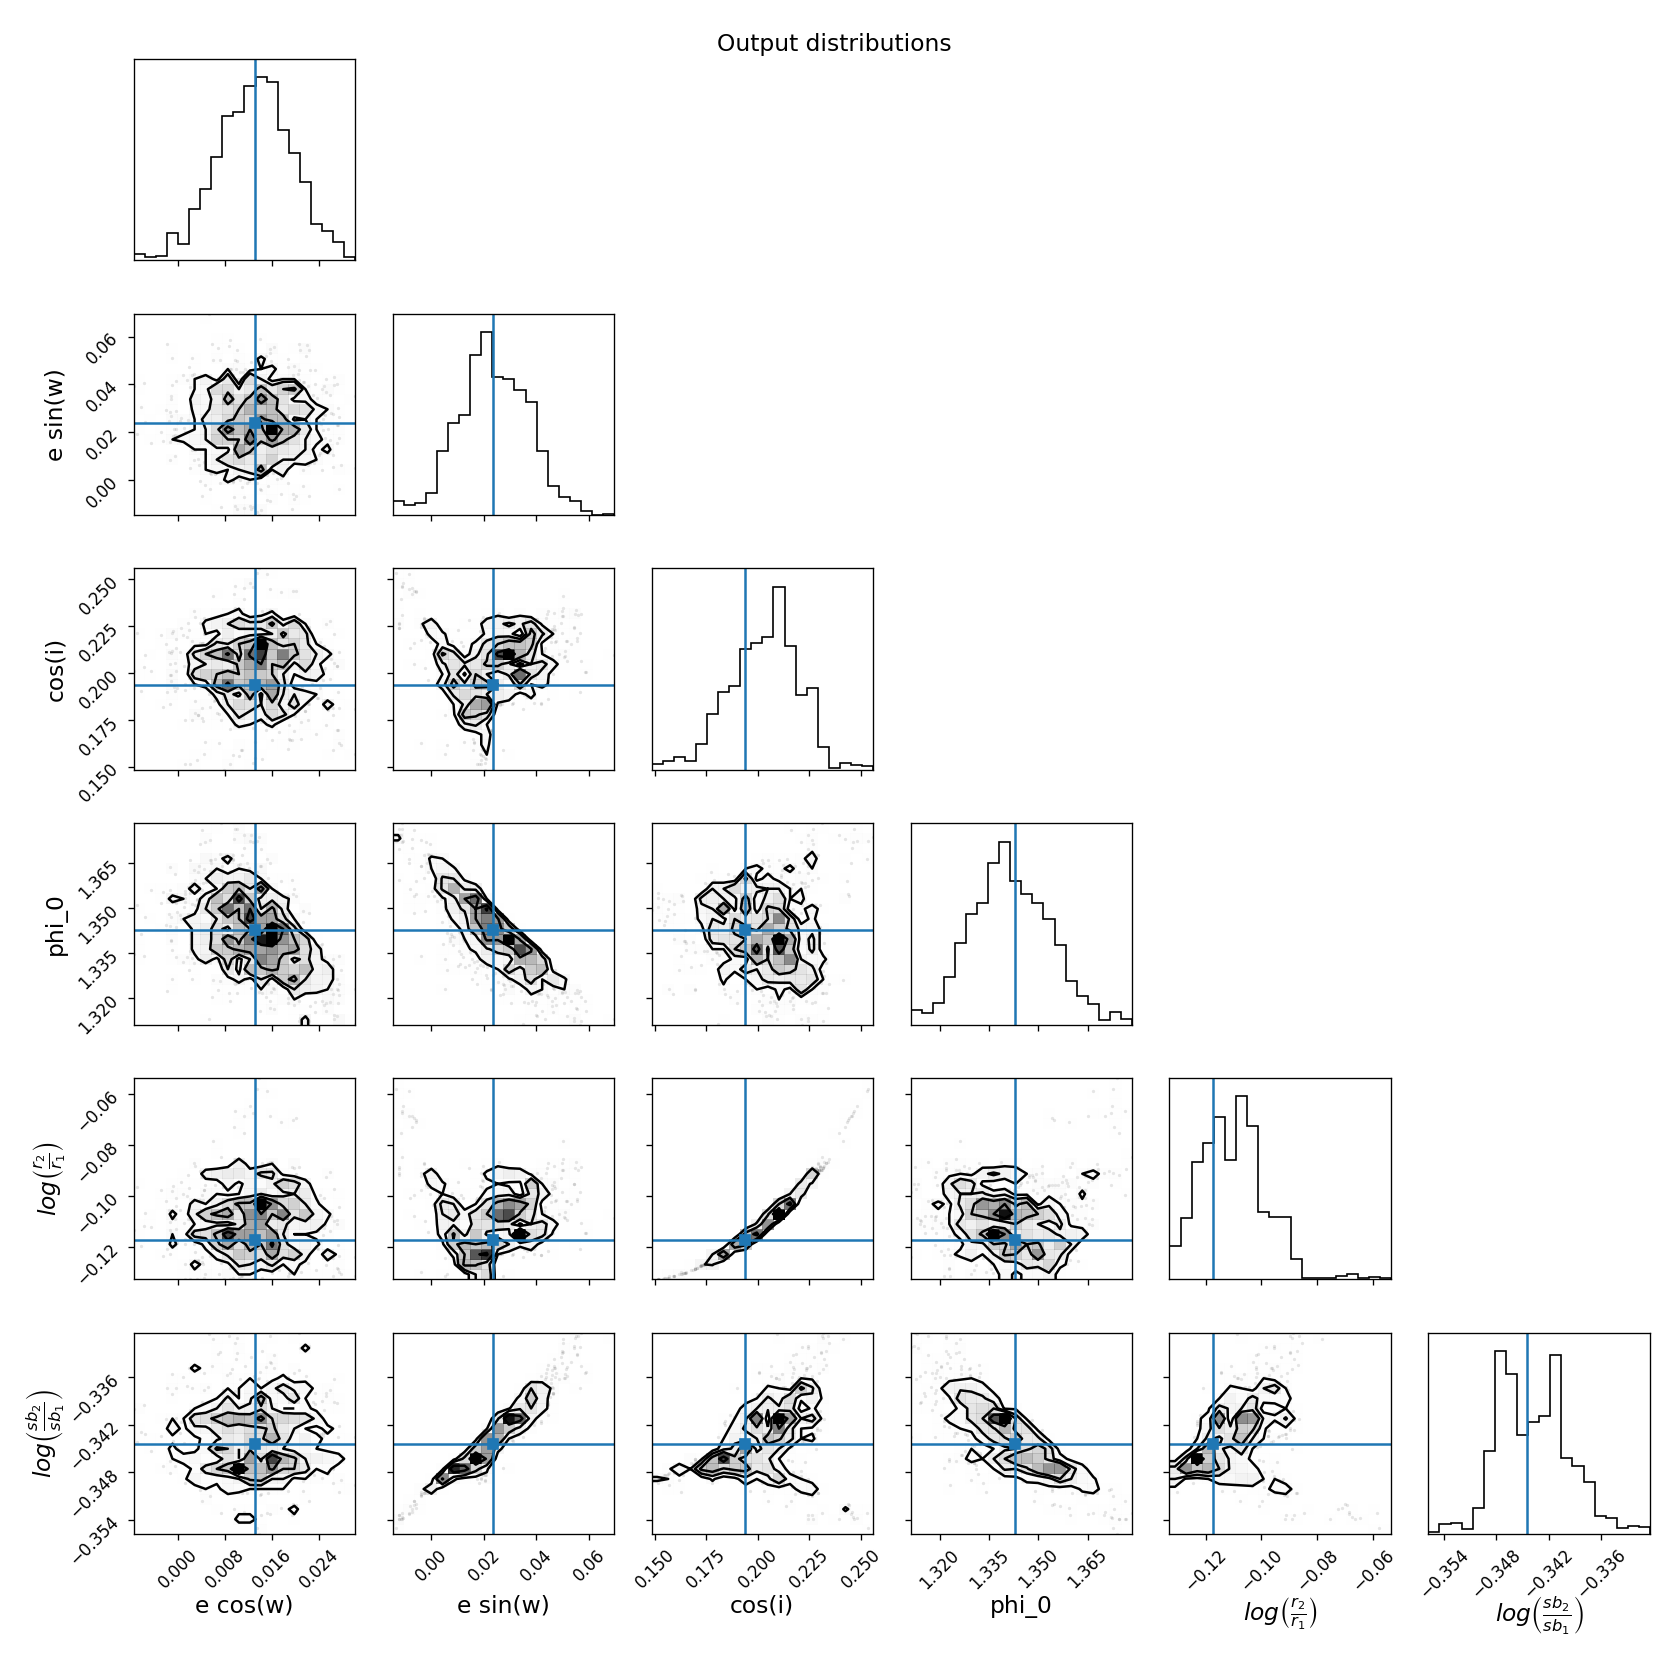 Output distributions
e sin(w)
0.06
0.04
0.02
0.00
cos(i)
0.250
0.225
0.200
0.175
0.150
phi_0
1.365
1.350
1.335
1.320
log(r₂/r₁)
−0.06
−0.08
−0.10
−0.12
log(sb₂/sb₁)
−0.336
−0.342
−0.348
−0.354
0.000 0.008 0.016 0.024 0.00 0.02 0.04 0.06 0.150 0.175 0.200 0.225 0.250 1.320 1.335 1.350 1.365 −0.12 −0.10 −0.08 −0.06 −0.354 −0.348 −0.342 −0.336
e cos(w) e sin(w) cos(i) phi_0 log(r₂/r₁) log(sb₂/sb₁)